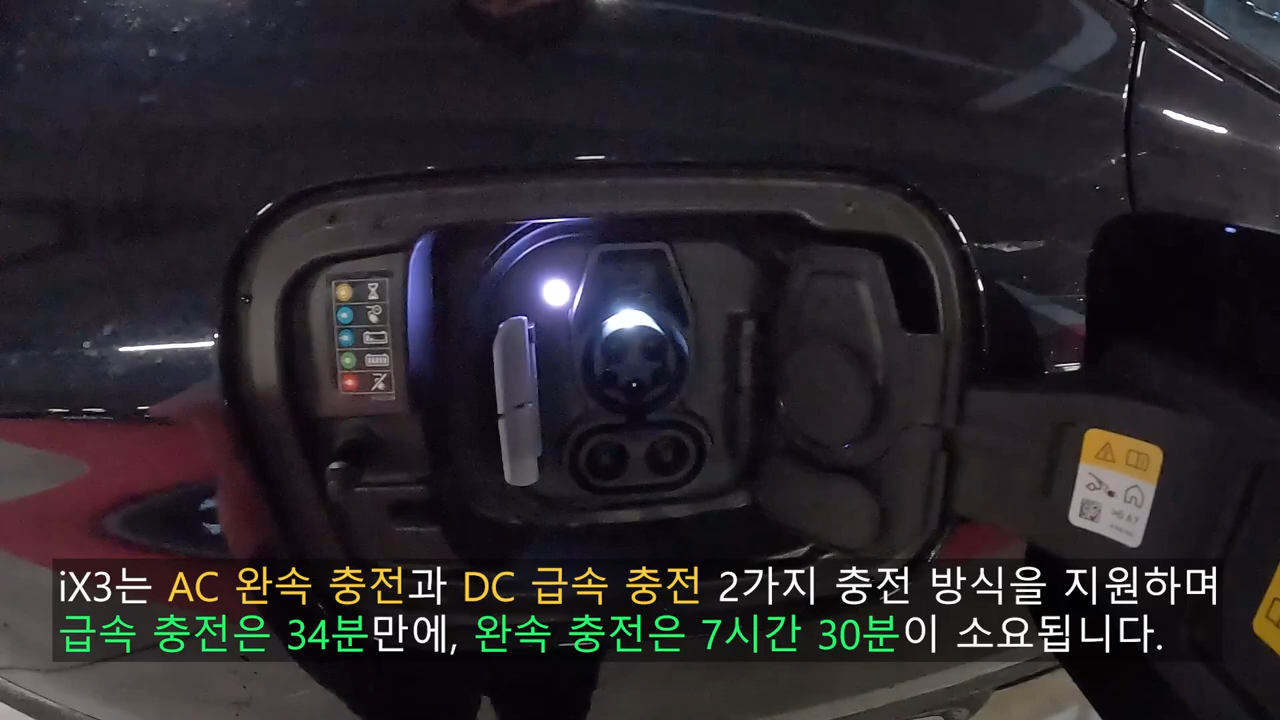 iX3는 AC 완속 충전과 DC 급속 충전 2가지 충전 방식을 지원하며
급속 충전은 34분만에, 완속 충전은 7시간 30분이 소요됩니다.